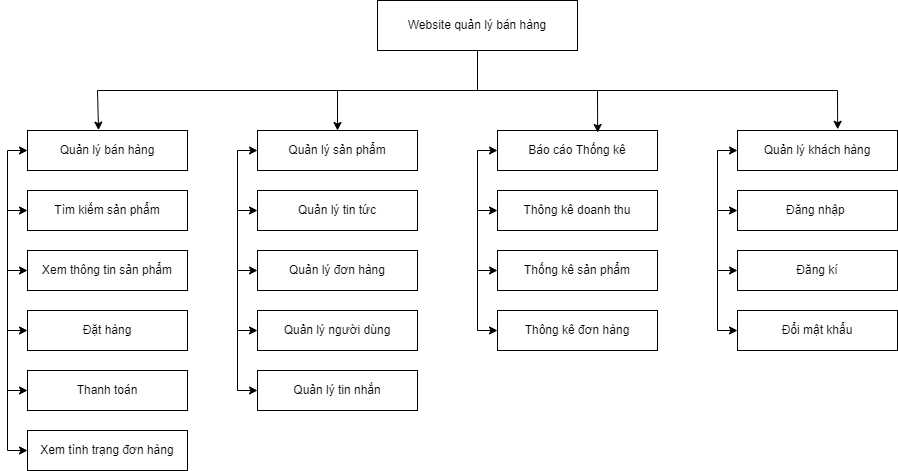 Website quản lý bán hàng
Quản lý bán hàng
Tìm kiếm sản phẩm
Xem thông tin sản phẩm
Đặt hàng
Thanh toán
Xem tình trạng đơn hàng
Quản lý sản phẩm
Quản lý tin tức
Quản lý đơn hàng
Quản lý người dùng
Quản lý tin nhắn
Báo cáo Thống kê
Thông kê doanh thu
Thống kê sản phẩm
Thông kê đơn hàng
Quản lý khách hàng
Đăng nhập
Đăng kí
Đổi mật khẩu